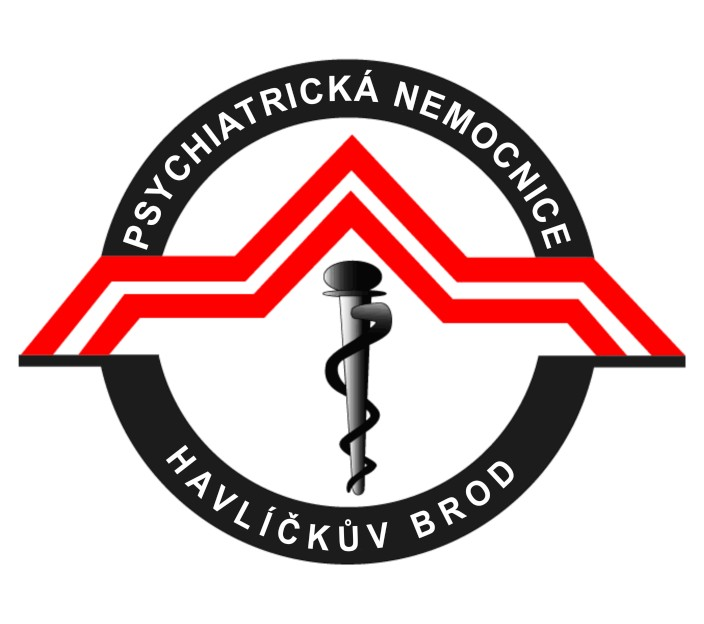 PSYCHIATRICKÁ NEMOCNICE
HAVLÍČKŮV BROD